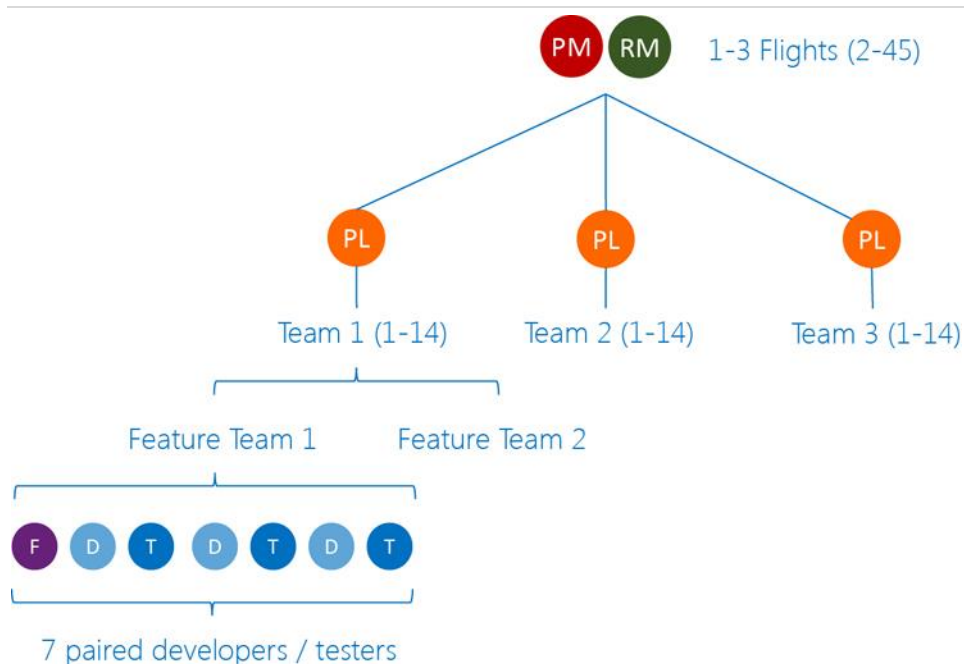 PM RM 1-3 Flights (2-45)
PL PL PL
Team 1 (1-14) Team 2 (1-14) Team 3 (1-14)
Feature Team 1 Feature Team 2
F D T D T D T
7 paired developers / testers